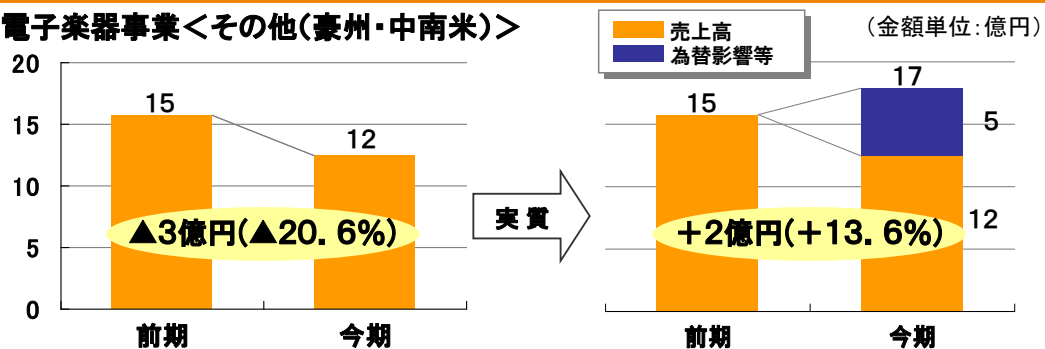 電子楽器事業＜その他(豪州・中南米)＞
売上高
為替影響等
(金額単位：億円)
20
15
10
5
0
15
12
▲3億円(▲20．6％)
前期
今期
実 質
15
17
5
12
＋2億円(＋13．6％)
前期
今期